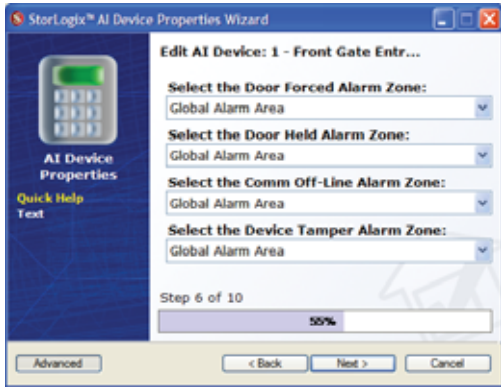 StorLogix™ AI Device Properties Wizard
Edit AI Device: 1 - Front Gate Entr...
Select the Door Forced Alarm Zone:
Global Alarm Area
Select the Door Held Alarm Zone:
Global Alarm Area
Select the Comm Off-Line Alarm Zone:
Global Alarm Area
Select the Device Tamper Alarm Zone:
Global Alarm Area
AI Device
Properties
Quick Help
Text
Step 6 of 10
55%
Advanced
< Back
Next >
Cancel